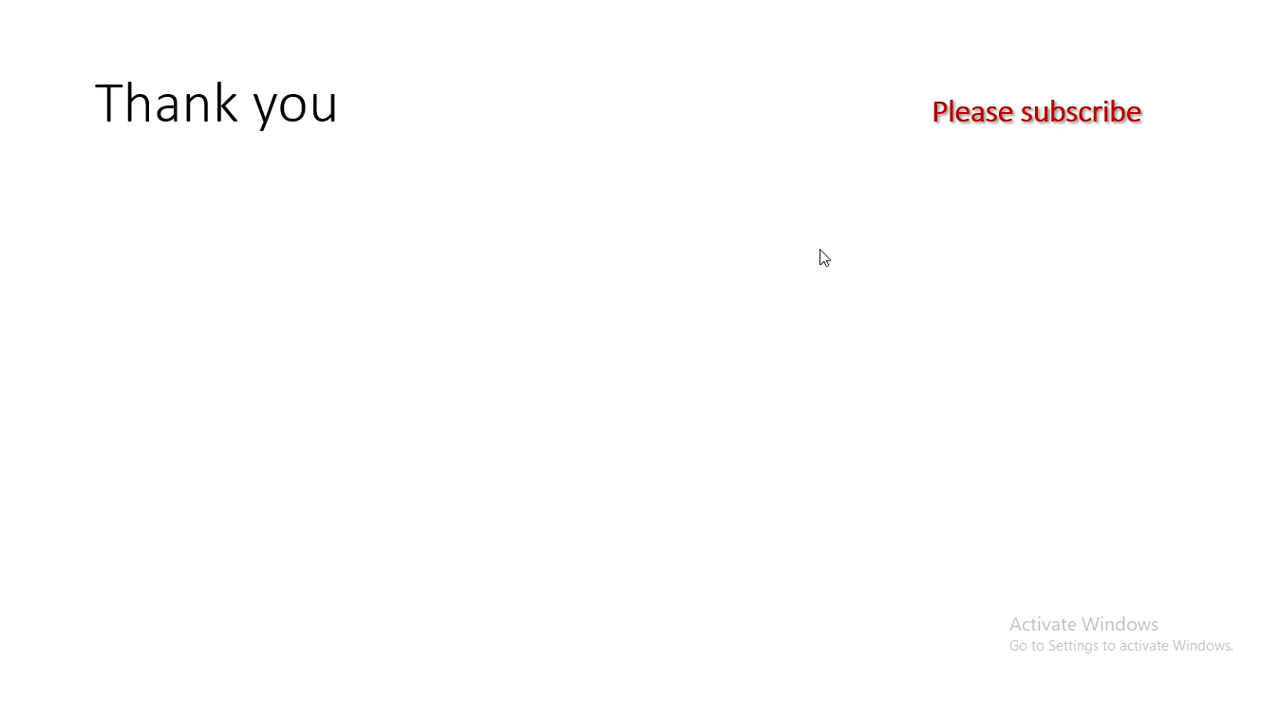 Thank you
Please subscribe
Activate Windows
Go to Settings to activate Windows.